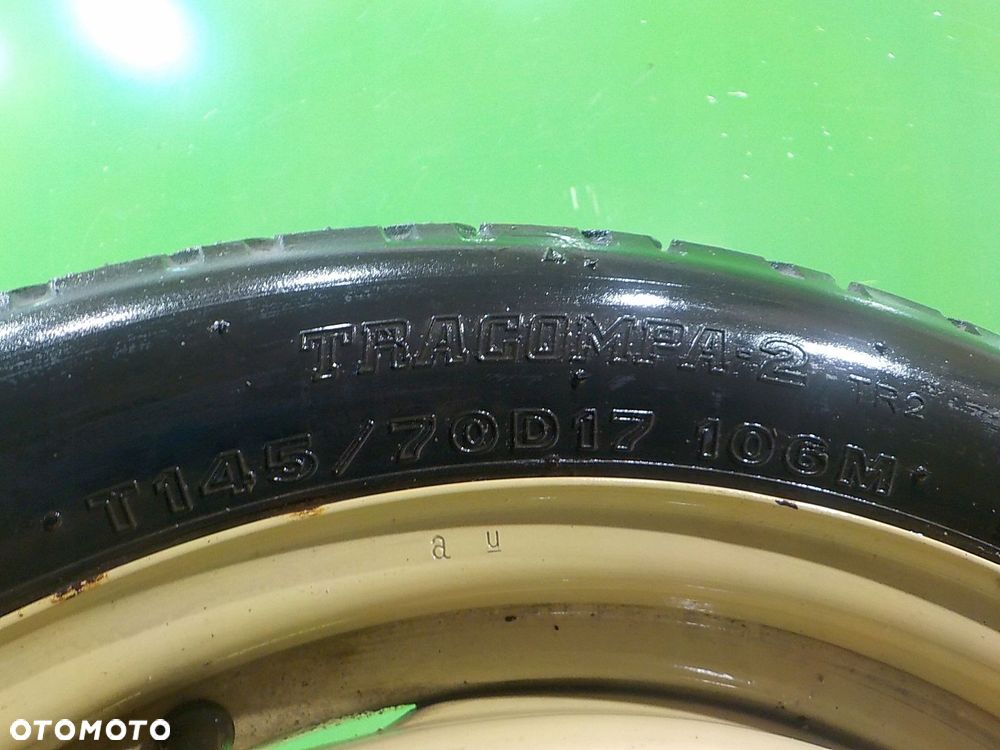 TRACOMPA-2 TR2
T145/70D17 106M
a u
OTOMOTO